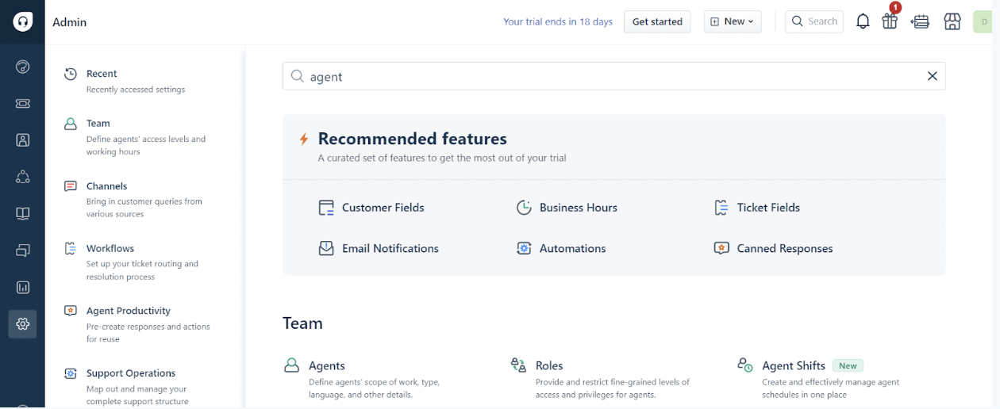 Admin
Your trial ends in 18 days
Get started
New
Search
1
D
Recent
Recently accessed settings
Team
Define agents' access levels and
working hours
Channels
Bring in customer queries from
various sources
Workflows
Set up your ticket routing and
resolution process
Agent Productivity
Pre-create responses and actions
for reuse
Support Operations
Map out and manage your
complete support structure
agent
Recommended features
A curated set of features to get the most out of your trial
Customer Fields
Business Hours
Ticket Fields
Email Notifications
Automations
Canned Responses
Team
Agents
Define agents' scope of work, type,
language, and other details.
Roles
Provide and restrict fine-grained levels of
access and privileges for agents.
Agent Shifts New
Create and effectively manage agent
schedules in one place